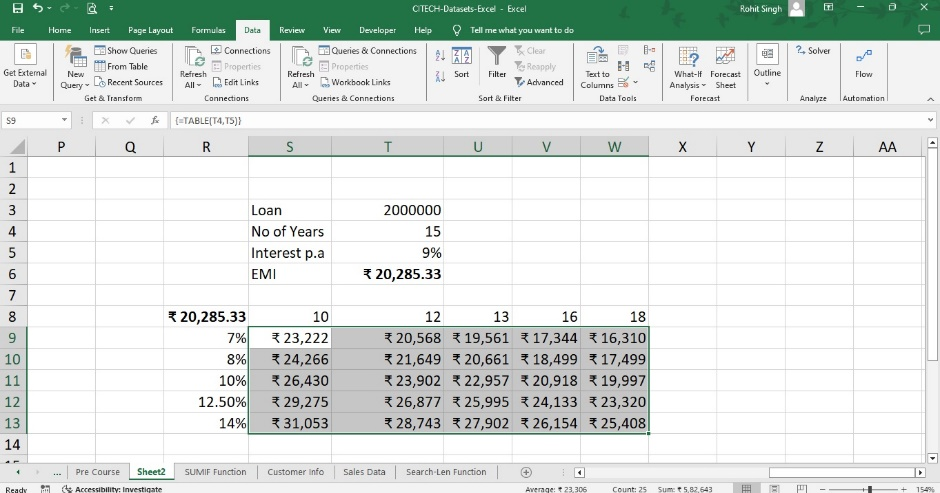 CITECH-Datasets-Excel - Excel
Rohit Singh
File Home Insert Page Layout Formulas Data Review View Developer Help Tell me what you want to do
Get External Data
New Query
Show Queries
From Table
Recent Sources
Get & Transform
Refresh All
Connections
Properties
Edit Links
Connections
Refresh All
Queries & Connections
Properties
Workbook Links
Queries & Connections
Sort
Filter
Clear
Reapply
Advanced
Sort & Filter
Text to Columns
Data Tools
What-If Analysis
Forecast Sheet
Forecast
Outline
Solver
Analyze
Flow
Automation
S9 fx {=TABLE(T4,T5)}
P Q R S T U V W X Y Z AA
1
2
3 Loan 2000000
4 No of Years 15
5 Interest p.a 9%
6 EMI ₹ 20,285.33
7
8 ₹ 20,285.33 10 12 13 16 18
9 7% ₹ 23,222 ₹ 20,568 ₹ 19,561 ₹ 17,344 ₹ 16,310
10 8% ₹ 24,266 ₹ 21,649 ₹ 20,661 ₹ 18,499 ₹ 17,499
11 10% ₹ 26,430 ₹ 23,902 ₹ 22,957 ₹ 20,918 ₹ 19,997
12 12.50% ₹ 29,275 ₹ 26,877 ₹ 25,995 ₹ 24,133 ₹ 23,320
13 14% ₹ 31,053 ₹ 28,743 ₹ 27,902 ₹ 26,154 ₹ 25,408
14
... Pre Course Sheet2 SUMIF Function Customer Info Sales Data Search-Len Function
Ready Accessibility: Investigate Average: ₹ 23,306 Count: 25 Sum: ₹ 5,82,643 154%